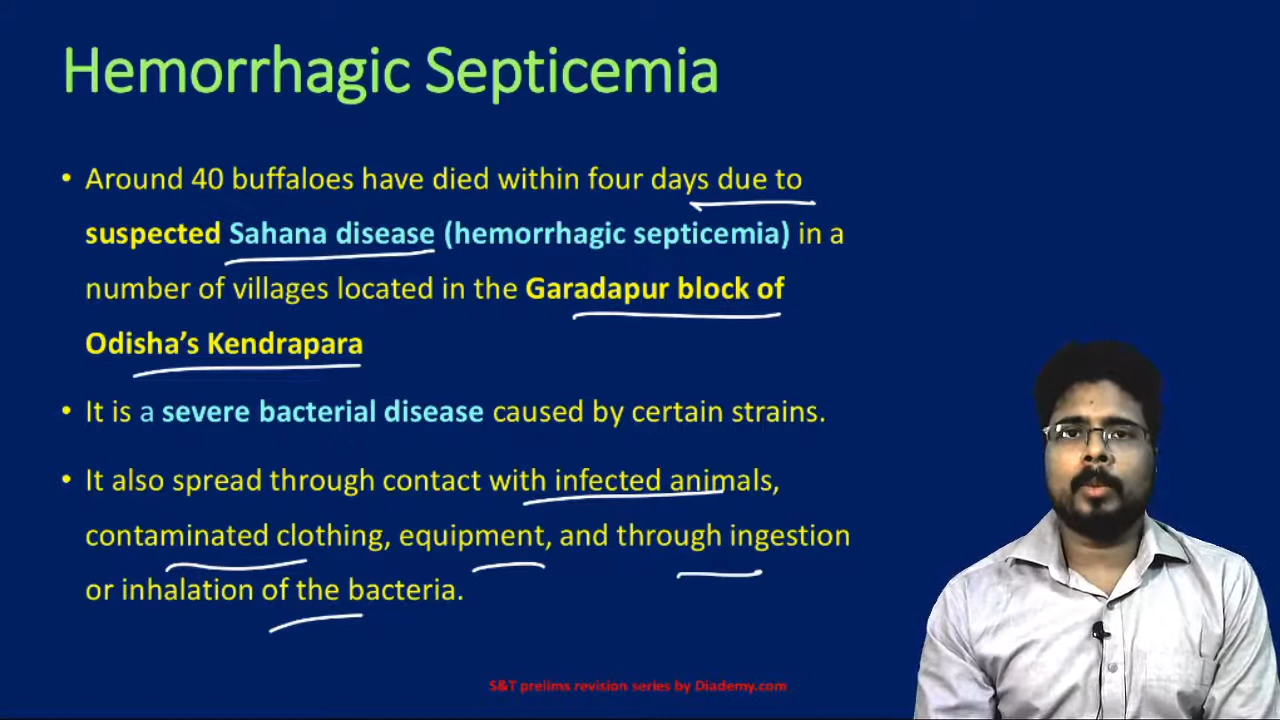 Hemorrhagic Septicemia
• Around 40 buffaloes have died within four days due to
suspected Sahana disease (hemorrhagic septicemia) in a
number of villages located in the Garadapur block of
Odisha’s Kendrapara
• It is a severe bacterial disease caused by certain strains.
• It also spread through contact with infected animals,
contaminated clothing, equipment, and through ingestion
or inhalation of the bacteria.
S&T prelims revision series by Diademy.com